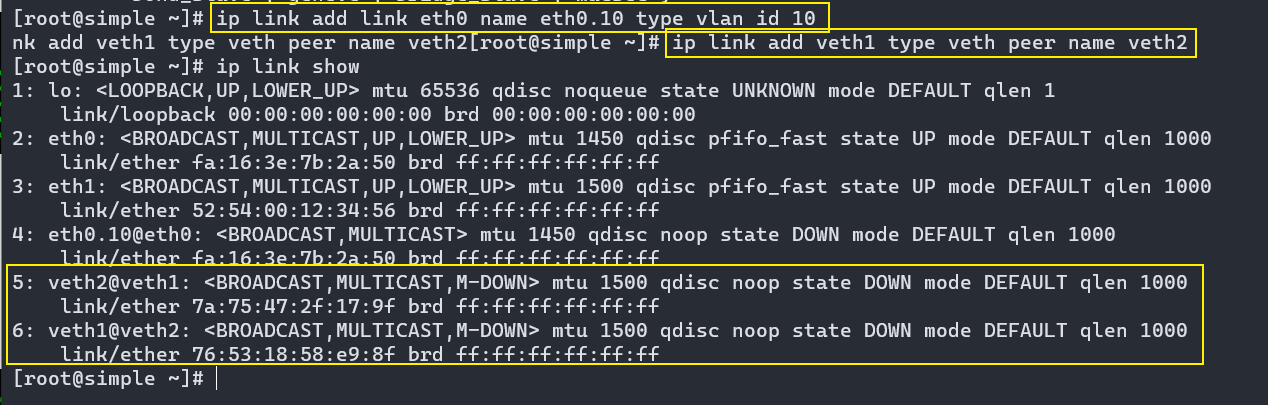 [root@simple ~]# ip link add link eth0 name eth0.10 type vlan id 10
nk add veth1 type veth peer name veth2[root@simple ~]# ip link add veth1 type veth peer name veth2
[root@simple ~]# ip link show
1: lo: <LOOPBACK,UP,LOWER_UP> mtu 65536 qdisc noqueue state UNKNOWN mode DEFAULT qlen 1
    link/loopback 00:00:00:00:00:00 brd 00:00:00:00:00:00
2: eth0: <BROADCAST,MULTICAST,UP,LOWER_UP> mtu 1450 qdisc pfifo_fast state UP mode DEFAULT qlen 1000
    link/ether fa:16:3e:7b:2a:50 brd ff:ff:ff:ff:ff:ff
3: eth1: <BROADCAST,MULTICAST,UP,LOWER_UP> mtu 1500 qdisc pfifo_fast state UP mode DEFAULT qlen 1000
    link/ether 52:54:00:12:34:56 brd ff:ff:ff:ff:ff:ff
4: eth0.10@eth0: <BROADCAST,MULTICAST> mtu 1450 qdisc noop state DOWN mode DEFAULT qlen 1000
    link/ether fa:16:3e:7b:2a:50 brd ff:ff:ff:ff:ff:ff
5: veth2@veth1: <BROADCAST,MULTICAST,M-DOWN> mtu 1500 qdisc noop state DOWN mode DEFAULT qlen 1000
    link/ether 7a:75:47:2f:17:9f brd ff:ff:ff:ff:ff:ff
6: veth1@veth2: <BROADCAST,MULTICAST,M-DOWN> mtu 1500 qdisc noop state DOWN mode DEFAULT qlen 1000
    link/ether 76:53:18:58:e9:8f brd ff:ff:ff:ff:ff:ff
[root@simple ~]#